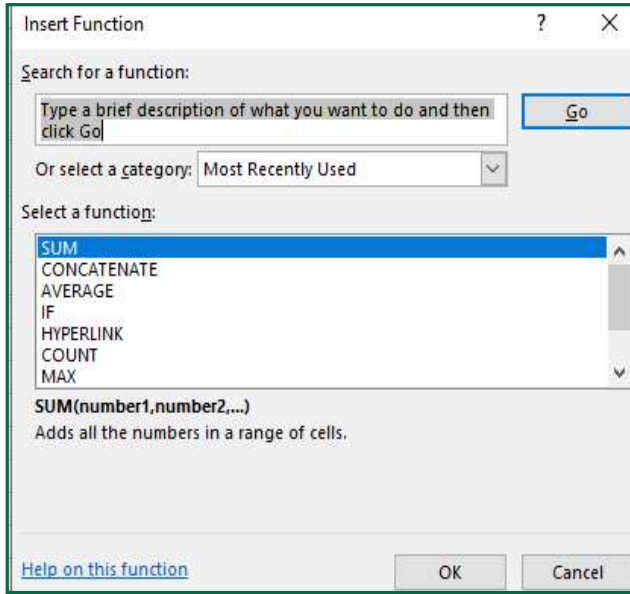 Insert Function ? X
Search for a function:
Type a brief description of what you want to do and then
click Go
Go
Or select a category: Most Recently Used
Select a function:
SUM
CONCATENATE
AVERAGE
IF
HYPERLINK
COUNT
MAX
SUM(number1,number2,...)
Adds all the numbers in a range of cells.
Help on this function
OK
Cancel